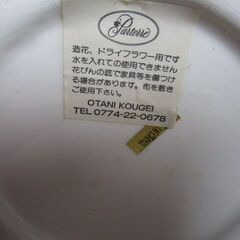 Parterre
造花、ドライフラワー用です
水を入れての使用できません
花びんの底で家具等を傷つけ
る場合があります。布を敷き
ご使用下さい。
OTANI KOUGEI
TEL 0774-22-0678